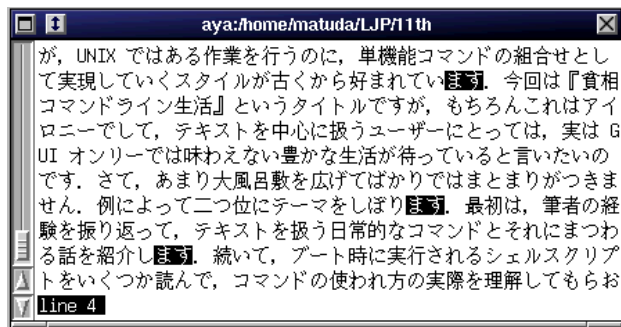 aya:/home/matuda/LJP/11th
が，UNIX ではある作業を行うのに，単機能コマンドの組合せとし
て実現していくスタイルが古くから好まれています．今回は『貧相
コマンドライン生活』というタイトルですが，もちろんこれはアイ
ロニーでして，テキストを中心に扱うユーザーにとっては，実は G
UI オンリーでは味わえない豊かな生活が待っていると言いたいの
です．さて，あまり大風呂敷を広げてばかりではまとまりがつきま
せん．例によって二つ位にテーマをしぼります．最初は，筆者の経
験を振り返って，テキストを扱う日常的なコマンドとそれにまつわ
る話を紹介します．続いて，ブート時に実行されるシェルスクリプ
トをいくつか読んで，コマンドの使われ方の実際を理解してもらお
line 4